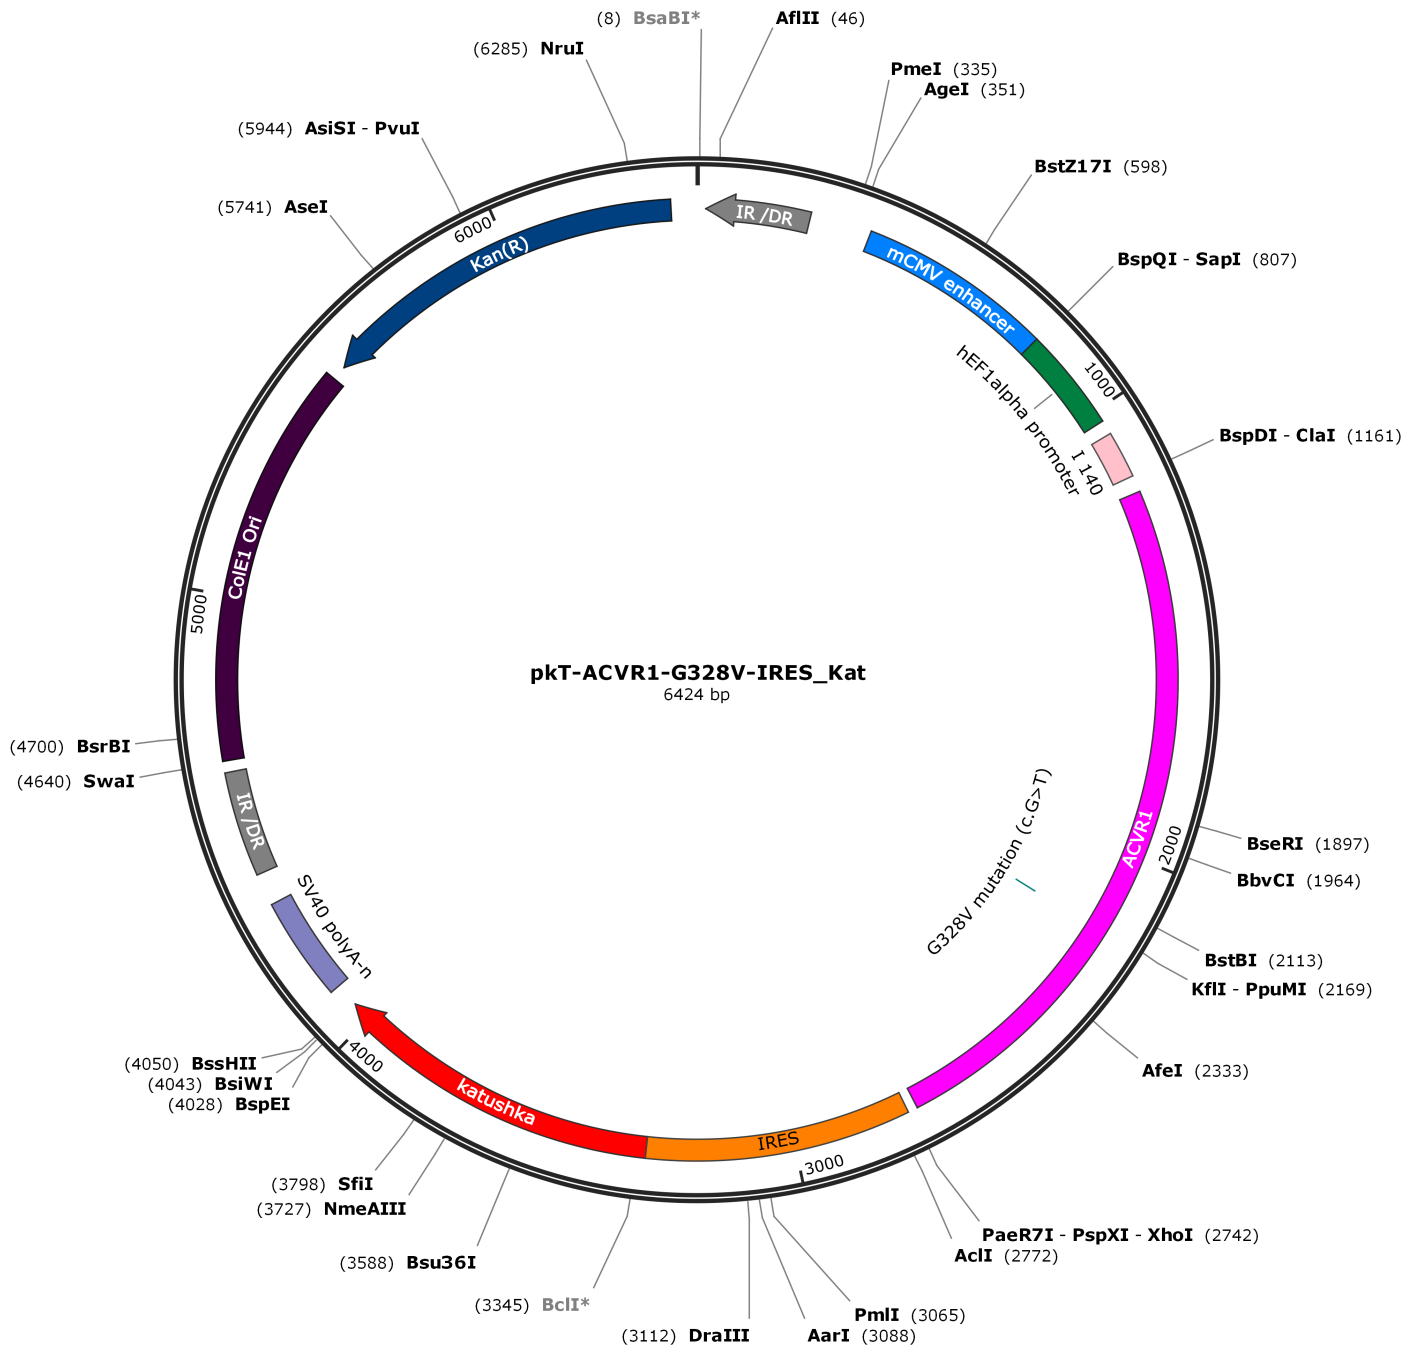 (8) BsaBI*
AflII (46)
(6285) NruI
PmeI (335)
AgeI (351)
(5944) AsiSI - PvuI
BstZ17I (598)
(5741) AseI
IR /DR
6000
Kan(R)
mCMV enhancer
BspQI - SapI (807)
hEF1alpha promoter
1000
BspDI - ClaI (1161)
I 140
ColE1 Ori
5000
pkT-ACVR1-G328V-IRES_Kat
6424 bp
(4700) BsrBI
(4640) SwaI
IR /DR
G328V mutation (c.G>T)
ACVR1
2000
BseRI (1897)
BbvCI (1964)
SV40 polyA-n
BstBI (2113)
KflI - PpuMI (2169)
(4050) BssHII
(4043) BsiWI
(4028) BspEI
4000
AfeI (2333)
katushka
IRES
3000
(3798) SfiI
(3727) NmeAIII
PaeR7I - PspXI - XhoI (2742)
AclI (2772)
(3588) Bsu36I
(3345) BclI*
PmlI (3065)
(3112) DraIII
AarI (3088)